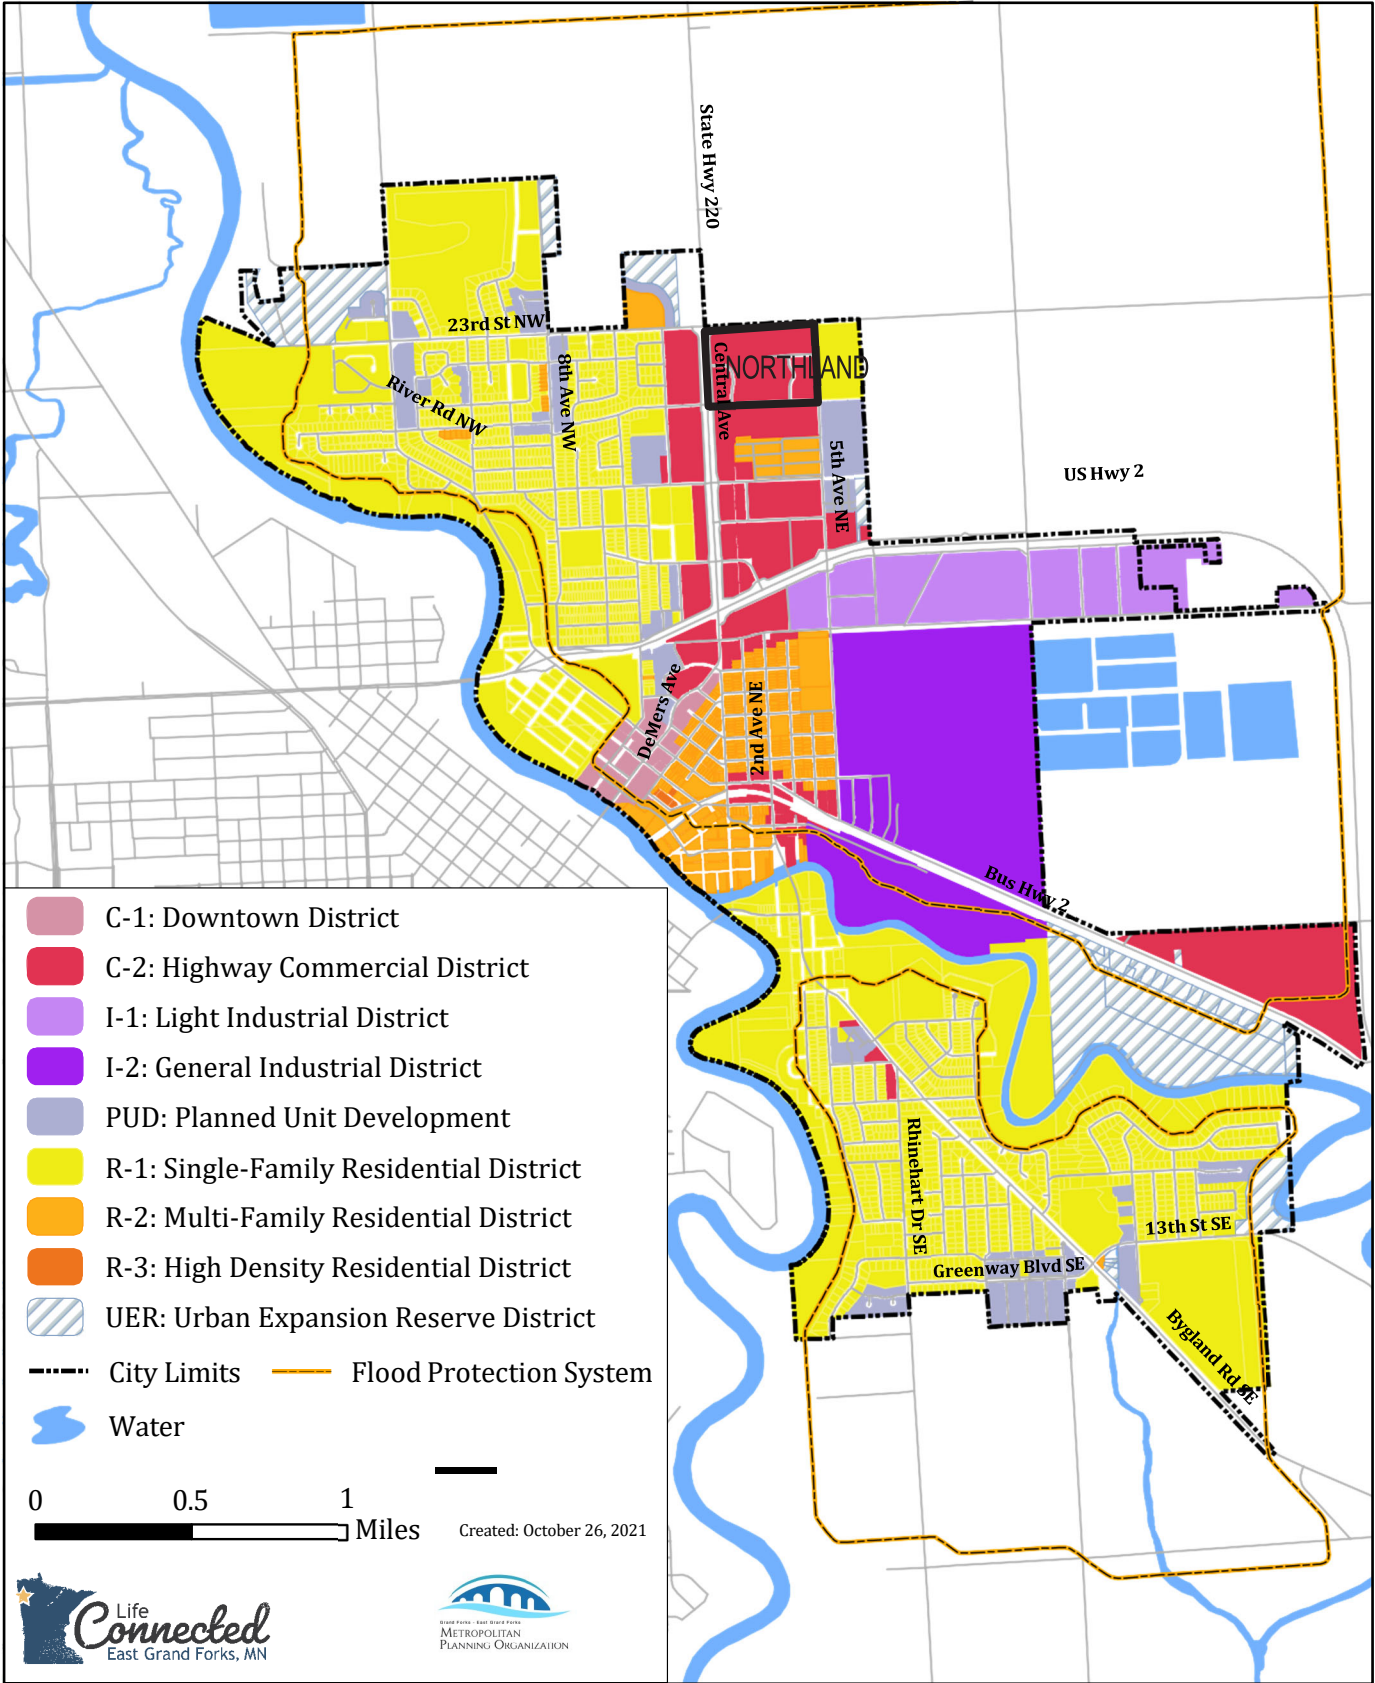 State Hwy 220
23rd St NW
Central Ave
NORTHLAND
8th Ave NW
River Rd NW
5th Ave NE
US Hwy 2
DeMers Ave
2nd Ave NE
Bus Hwy 2
C-1: Downtown District
C-2: Highway Commercial District
I-1: Light Industrial District
I-2: General Industrial District
PUD: Planned Unit Development
R-1: Single-Family Residential District
R-2: Multi-Family Residential District
R-3: High Density Residential District
UER: Urban Expansion Reserve District
City Limits
Flood Protection System
Water
Rhinehart Dr SE
13th St SE
Greenway Blvd SE
Bygland Rd SE
0 0.5 1
Miles
Created: October 26, 2021
Life
Connected
East Grand Forks, MN
Grand Forks - East Grand Forks
METROPOLITAN
PLANNING ORGANIZATION